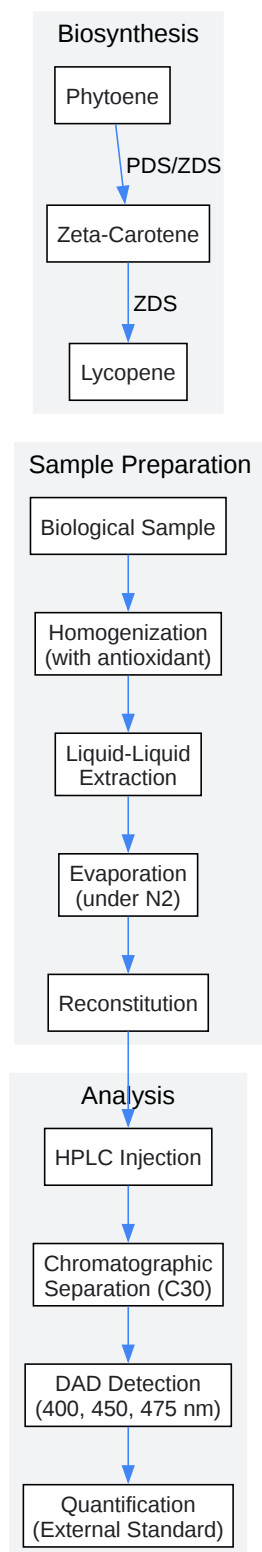 Biosynthesis
Phytoene
PDS/ZDS
Zeta-Carotene
ZDS
Lycopene
Sample Preparation
Biological Sample
Homogenization
(with antioxidant)
Liquid-Liquid
Extraction
Evaporation
(under N2)
Reconstitution
Analysis
HPLC Injection
Chromatographic
Separation (C30)
DAD Detection
(400, 450, 475 nm)
Quantification
(External Standard)